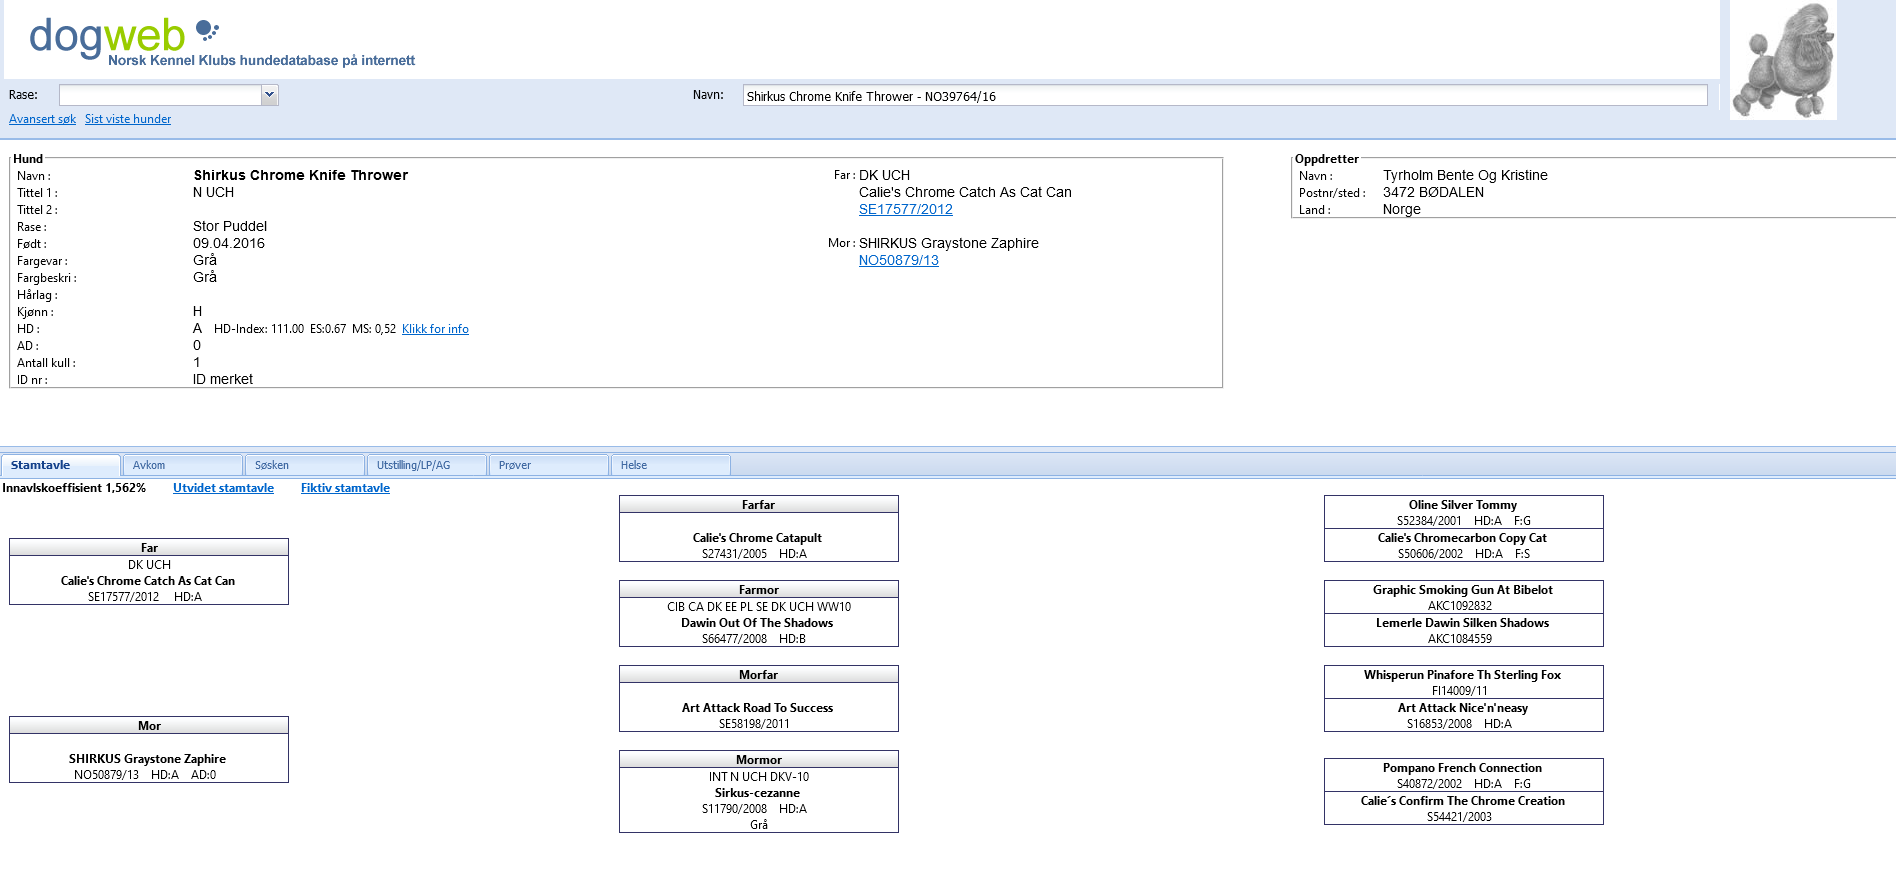 dogweb
Norsk Kennel Klubs hundedatabase på internett
Rase:
Navn: Shirkus Chrome Knife Thrower - NO39764/16
Avansert søk Sist viste hunder
Hund
Navn : Shirkus Chrome Knife Thrower
Tittel 1 : N UCH
Tittel 2 :
Rase : Stor Puddel
Født : 09.04.2016
Fargevar : Grå
Fargbeskri : Grå
Hårlag :
Kjønn : H
HD : A HD-Index: 111.00 ES:0.67 MS: 0,52 Klikk for info
AD : 0
Antall kull : 1
ID nr : ID merket
Far : DK UCH
Calie's Chrome Catch As Cat Can
SE17577/2012
Mor : SHIRKUS Graystone Zaphire
NO50879/13
Oppdretter
Navn : Tyrholm Bente Og Kristine
Postnr/sted : 3472 BØDALEN
Land : Norge
Stamtavle Avkom Søsken Utstilling/LP/AG Prøver Helse
Innavlskoeffisient 1,562% Utvidet stamtavle Fiktiv stamtavle
Far
DK UCH
Calie's Chrome Catch As Cat Can
SE17577/2012 HD:A
Mor
SHIRKUS Graystone Zaphire
NO50879/13 HD:A AD:0
Farfar
Calie's Chrome Catapult
S27431/2005 HD:A
Farmor
CIB CA DK EE PL SE DK UCH WW10
Dawin Out Of The Shadows
S66477/2008 HD:B
Morfar
Art Attack Road To Success
SE58198/2011
Mormor
INT N UCH DKV-10
Sirkus-cezanne
S11790/2008 HD:A
Grå
Oline Silver Tommy
S52384/2001 HD:A F:G
Calie's Chromecarbon Copy Cat
S50606/2002 HD:A F:S
Graphic Smoking Gun At Bibelot
AKC1092832
Lemerle Dawin Silken Shadows
AKC1084559
Whisperun Pinafore Th Sterling Fox
FI14009/11
Art Attack Nice'n'neasy
S16853/2008 HD:A
Pompano French Connection
S40872/2002 HD:A F:G
Calie´s Confirm The Chrome Creation
S54421/2003